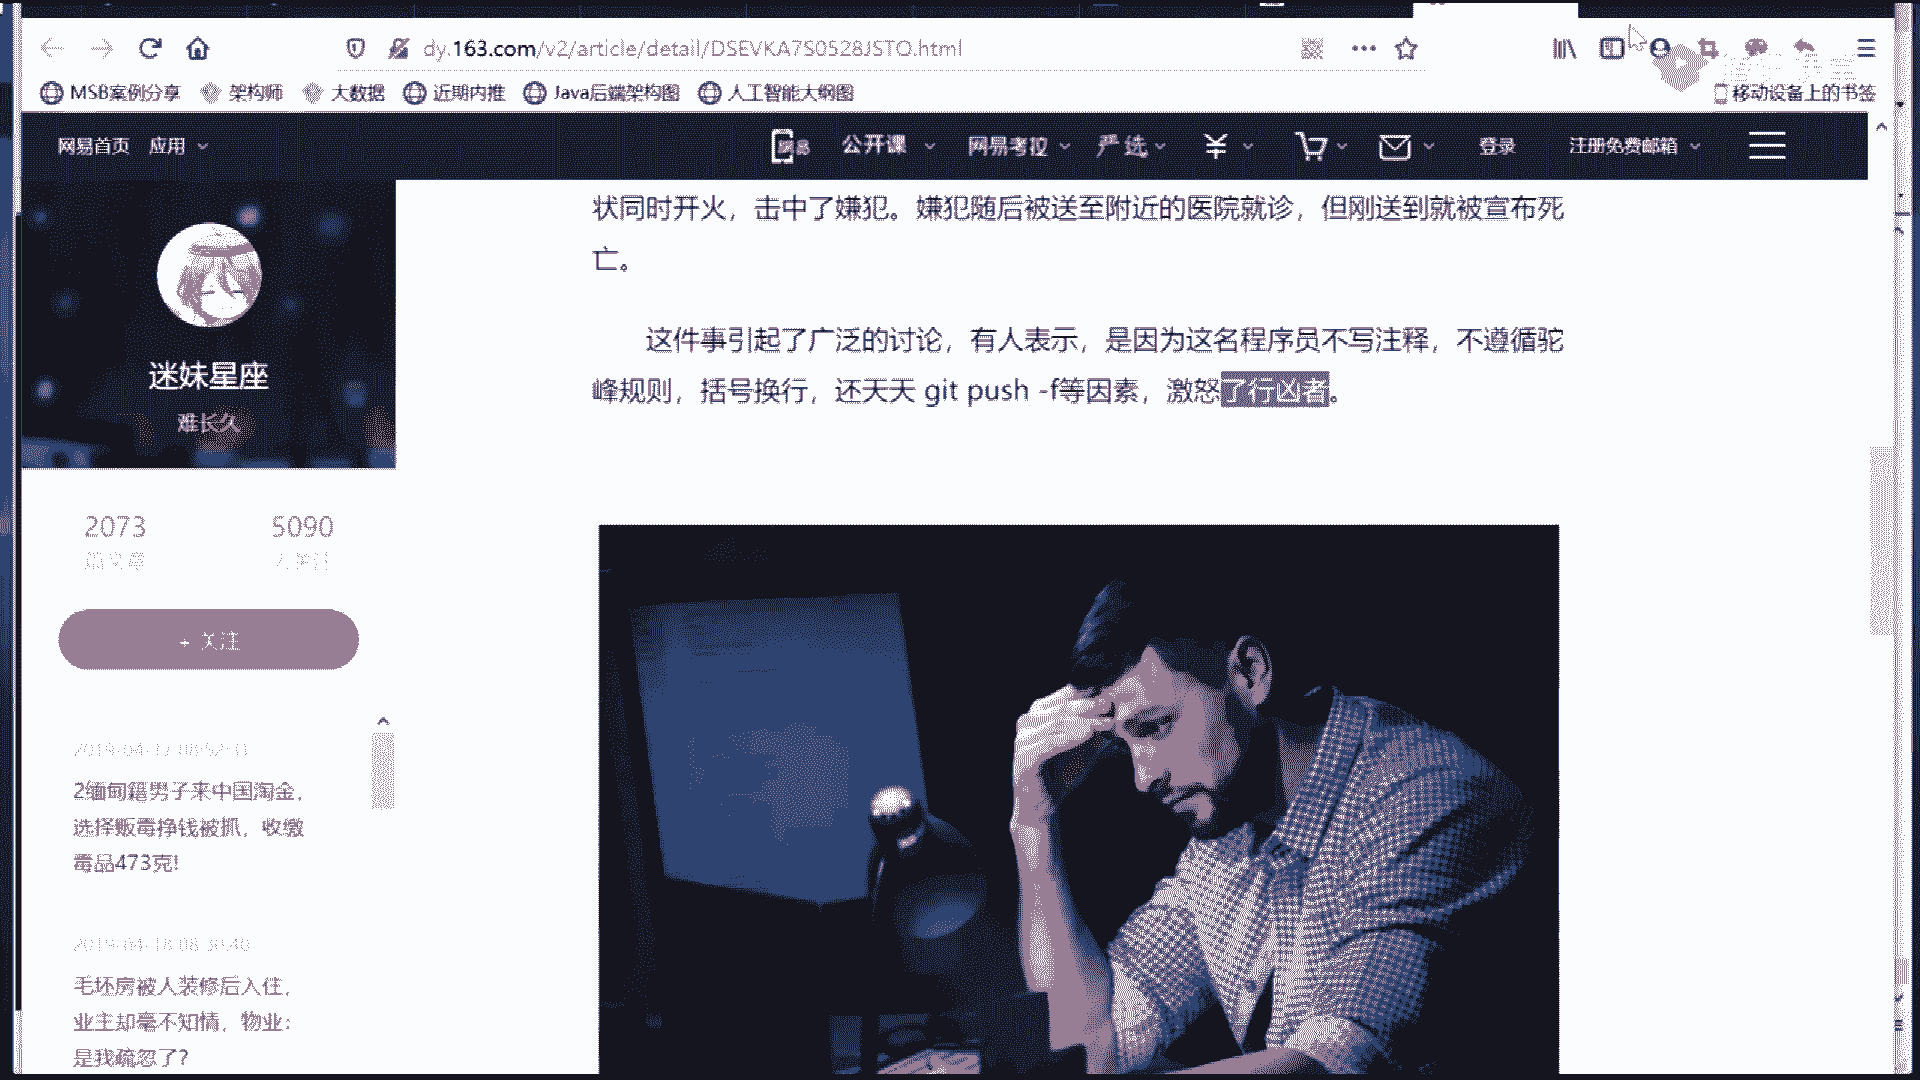 dy.163.com/v2/article/detail/DSEVKA7S0528JSTO.html
MSB案例分享 架构师 大数据 近期内推 Java后端架构图 人工智能大纲图 移动设备上的书签
网易首页 应用 公开课 网易考拉 严选 登录 注册免费邮箱
迷妹星座
难长久
2073 5090
篇文章
+ 关注
2缅甸籍男子来中国淘金，
选择贩毒挣钱被抓，收缴
毒品473克!
毛坯房被人装修后入住，
业主却毫不知情，物业：
是我疏忽了?
状同时开火，击中了嫌犯。嫌犯随后被送至附近的医院就诊，但刚送到就被宣布死
亡。
这件事引起了广泛的讨论，有人表示，是因为这名程序员不写注释，不遵循驼
峰规则，括号换行，还天天 git push -f等因素，激怒了行凶者。